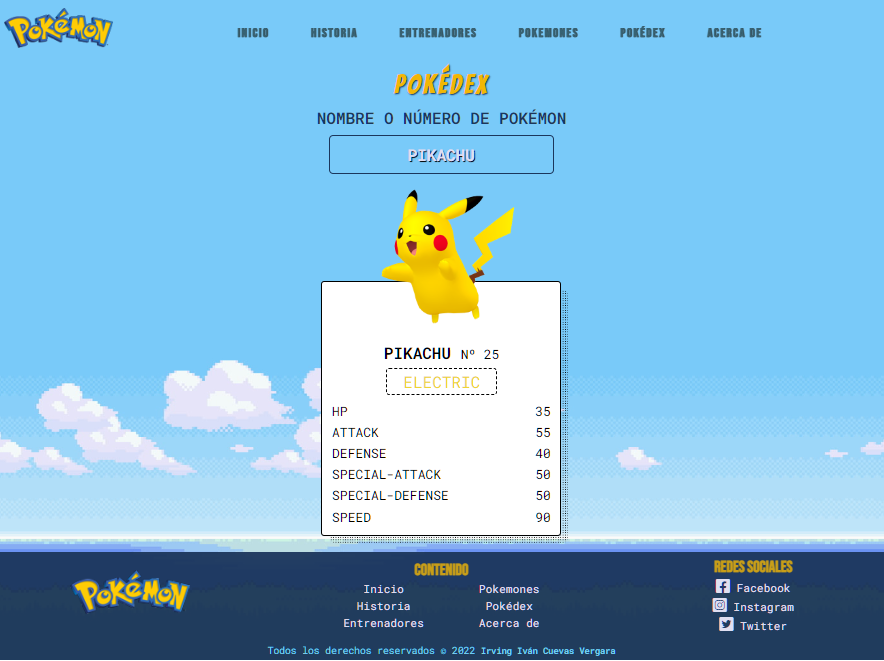 POKÉMON
INICIO HISTORIA ENTRENADORES POKEMONES POKÉDEX ACERCA DE
POKÉDEX
NOMBRE O NÚMERO DE POKÉMON
PIKACHU
PIKACHU Nº 25
ELECTRIC
HP 35
ATTACK 55
DEFENSE 40
SPECIAL-ATTACK 50
SPECIAL-DEFENSE 50
SPEED 90
POKÉMON
CONTENIDO
Inicio Pokemones
Historia Pokédex
Entrenadores Acerca de
REDES SOCIALES
Facebook
Instagram
Twitter
Todos los derechos reservados © 2022 Irving Iván Cuevas Vergara